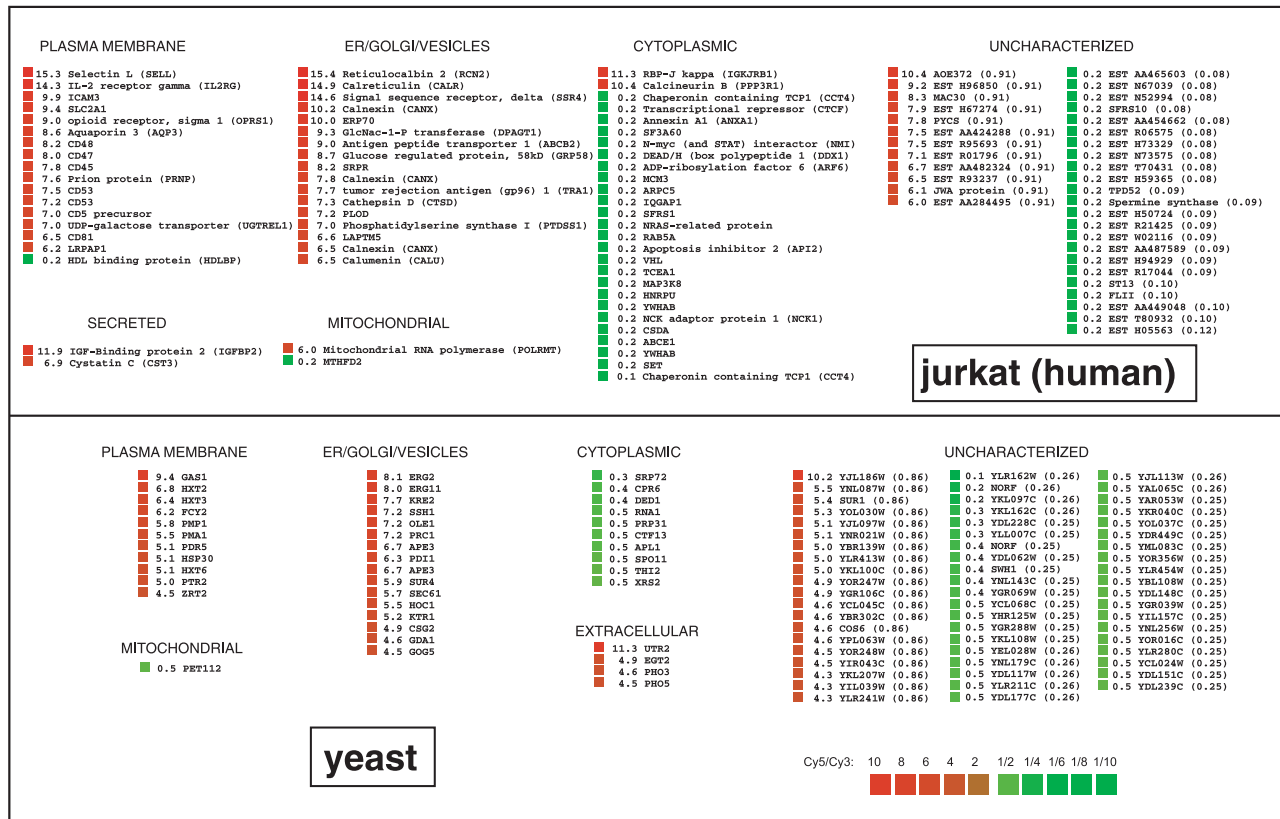 PLASMA MEMBRANE
15.3 Selectin L (SELL)
14.3 IL-2 receptor gamma (IL2RG)
9.9 ICAM3
9.4 SLC2A1
9.0 opioid receptor, sigma 1 (OPRS1)
8.6 Aquaporin 3 (AQP3)
8.2 CD48
8.0 CD47
7.8 CD45
7.6 Prion protein (PRNP)
7.5 CD53
7.2 CD53
7.0 CD5 precursor
7.0 UDP-galactose transporter (UGTREL1)
6.5 CD81
6.2 LRPAP1
0.2 HDL binding protein (HDLBP)
SECRETED
11.9 IGF-Binding protein 2 (IGFBP2)
6.9 Cystatin C (CST3)
ER/GOLGI/VESICLES
15.4 Reticulocalbin 2 (RCN2)
14.9 Calreticulin (CALR)
14.6 Signal sequence receptor, delta (SSR4)
10.2 Calnexin (CANX)
10.0 ERP70
9.3 GlcNac-1-P transferase (DPAGT1)
9.0 Antigen peptide transporter 1 (ABCB2)
8.7 Glucose regulated protein, 58kD (GRP58)
8.2 SRPR
7.8 Calnexin (CANX)
7.7 tumor rejection antigen (gp96) 1 (TRA1)
7.3 Cathepsin D (CTSD)
7.2 PLOD
7.0 Phosphatidylserine synthase I (PTDSS1)
6.6 LAPTM5
6.5 Calnexin (CANX)
6.5 Calumenin (CALU)
MITOCHONDRIAL
6.0 Mitochondrial RNA polymerase (POLRMT)
0.2 MTHFD2
CYTOPLASMIC
11.3 RBP-J kappa (IGKJRB1)
10.4 Calcineurin B (PPP3R1)
0.2 Chaperonin containing TCP1 (CCT4)
0.2 Transcriptional repressor (CTCF)
0.2 Annexin A1 (ANXA1)
0.2 SF3A60
0.2 N-myc (and STAT) interactor (NMI)
0.2 DEAD/H (box polypeptide 1 (DDX1)
0.2 ADP-ribosylation factor 6 (ARF6)
0.2 MCM3
0.2 ARPC5
0.2 IQGAP1
0.2 SFRS1
0.2 NRAS-related protein
0.2 RAB5A
0.2 Apoptosis inhibitor 2 (API2)
0.2 VHL
0.2 TCEA1
0.2 MAP3K8
0.2 HNRPU
0.2 YWHAB
0.2 NCK adaptor protein 1 (NCK1)
0.2 CSDA
0.2 ABCE1
0.2 YWHAB
0.2 SET
0.1 Chaperonin containing TCP1 (CCT4)
UNCHARACTERIZED
10.4 AOE372 (0.91)
9.2 EST H96850 (0.91)
8.3 MAC30 (0.91)
7.9 EST H67274 (0.91)
7.8 PYCS (0.91)
7.5 EST AA424288 (0.91)
7.5 EST R95693 (0.91)
7.1 EST R01796 (0.91)
6.7 EST AA482324 (0.91)
6.5 EST R93237 (0.91)
6.1 JWA protein (0.91)
6.0 EST AA284495 (0.91)
0.2 EST AA465603 (0.08)
0.2 EST N67039 (0.08)
0.2 EST N52994 (0.08)
0.2 SFRS10 (0.08)
0.2 EST AA454662 (0.08)
0.2 EST R06575 (0.08)
0.2 EST H73329 (0.08)
0.2 EST N73575 (0.08)
0.2 EST T70431 (0.08)
0.2 EST H59365 (0.08)
0.2 TPD52 (0.09)
0.2 Spermine synthase (0.09)
0.2 EST H50724 (0.09)
0.2 EST R21425 (0.09)
0.2 EST W02116 (0.09)
0.2 EST AA487589 (0.09)
0.2 EST H94929 (0.09)
0.2 EST R17044 (0.09)
0.2 ST13 (0.10)
0.2 FLII (0.10)
0.2 EST AA449048 (0.10)
0.2 EST T80932 (0.10)
0.2 EST H05563 (0.12)
jurkat (human)
PLASMA MEMBRANE
9.4 GAS1
6.8 HXT2
6.4 HXT3
6.2 FCY2
5.8 PMP1
5.5 PMA1
5.1 PDR5
5.1 HSP30
5.1 HXT6
5.0 PTR2
4.5 ZRT2
MITOCHONDRIAL
0.5 PET112
ER/GOLGI/VESICLES
8.1 ERG2
8.0 ERG11
7.7 KRE2
7.2 SSH1
7.2 OLE1
7.2 PRC1
6.7 APE3
6.3 PDI1
6.7 APE3
5.9 SUR4
5.7 SEC61
5.5 HOC1
5.2 KTR1
4.9 CSG2
4.6 GDA1
4.5 GOG5
CYTOPLASMIC
0.3 SRP72
0.4 CPR6
0.4 DED1
0.5 RNA1
0.5 PRP31
0.5 CTF13
0.5 APL1
0.5 SPO11
0.5 THI2
0.5 XRS2
EXTRACELLULAR
11.3 UTR2
4.9 EGT2
4.6 PHO3
4.5 PHO5
UNCHARACTERIZED
10.2 YJL186W (0.86)
5.5 YNL087W (0.86)
5.4 SUR1 (0.86)
5.3 YOL030W (0.86)
5.1 YJL097W (0.86)
5.1 YNR021W (0.86)
5.0 YBR139W (0.86)
5.0 YLR413W (0.86)
5.0 YKL100C (0.86)
4.9 YOR247W (0.86)
4.9 YGR106C (0.86)
4.6 YCL045C (0.86)
4.6 YBR302C (0.86)
4.6 COS6 (0.86)
4.6 YPL063W (0.86)
4.5 YOR248W (0.86)
4.5 YIR043C (0.86)
4.3 YKL207W (0.86)
4.3 YIL039W (0.86)
4.3 YLR241W (0.86)
0.1 YLR162W (0.26)
0.2 NORF (0.26)
0.2 YKL097C (0.26)
0.3 YKL162C (0.26)
0.3 YDL228C (0.25)
0.3 YLL007C (0.25)
0.4 NORF (0.25)
0.4 YDL062W (0.25)
0.4 SWH1 (0.25)
0.4 YNL143C (0.25)
0.4 YGR069W (0.25)
0.5 YCL068C (0.25)
0.5 YHR125W (0.25)
0.5 YGR288W (0.25)
0.5 YKL108W (0.25)
0.5 YEL028W (0.26)
0.5 YNL179C (0.26)
0.5 YDL117W (0.26)
0.5 YLR211C (0.26)
0.5 YDL177C (0.26)
0.5 YJL113W (0.26)
0.5 YAL065C (0.26)
0.5 YAR053W (0.25)
0.5 YKR040C (0.25)
0.5 YOL037C (0.25)
0.5 YDR449C (0.25)
0.5 YML083C (0.25)
0.5 YOR356W (0.25)
0.5 YLR454W (0.25)
0.5 YBL108W (0.25)
0.5 YDL148C (0.25)
0.5 YGR039W (0.25)
0.5 YIL157C (0.25)
0.5 YNL256W (0.25)
0.5 YOR016C (0.25)
0.5 YLR280C (0.25)
0.5 YCL024W (0.25)
0.5 YDL151C (0.25)
0.5 YDL239C (0.25)
yeast
Cy5/Cy3: 10 8 6 4 2 1/2 1/4 1/6 1/8 1/10